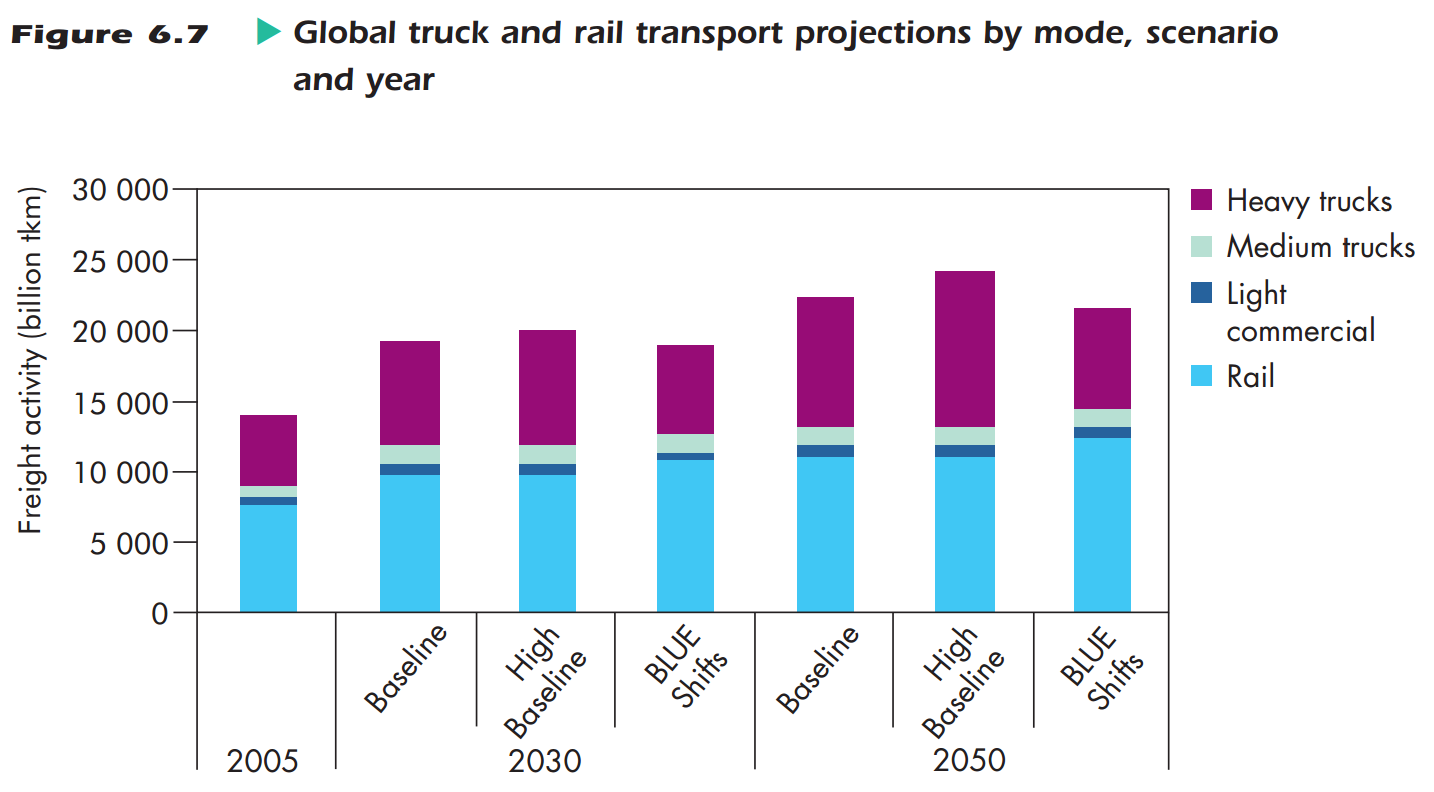 Figure 6.7 ▶ Global truck and rail transport projections by mode, scenario
and year
Freight activity (billion tkm)
30 000
25 000
20 000
15 000
10 000
5 000
0
Heavy trucks
Medium trucks
Light
commercial
Rail
Baseline
High
Baseline
BLUE
Shifts
Baseline
High
Baseline
BLUE
Shifts
2005
2030
2050